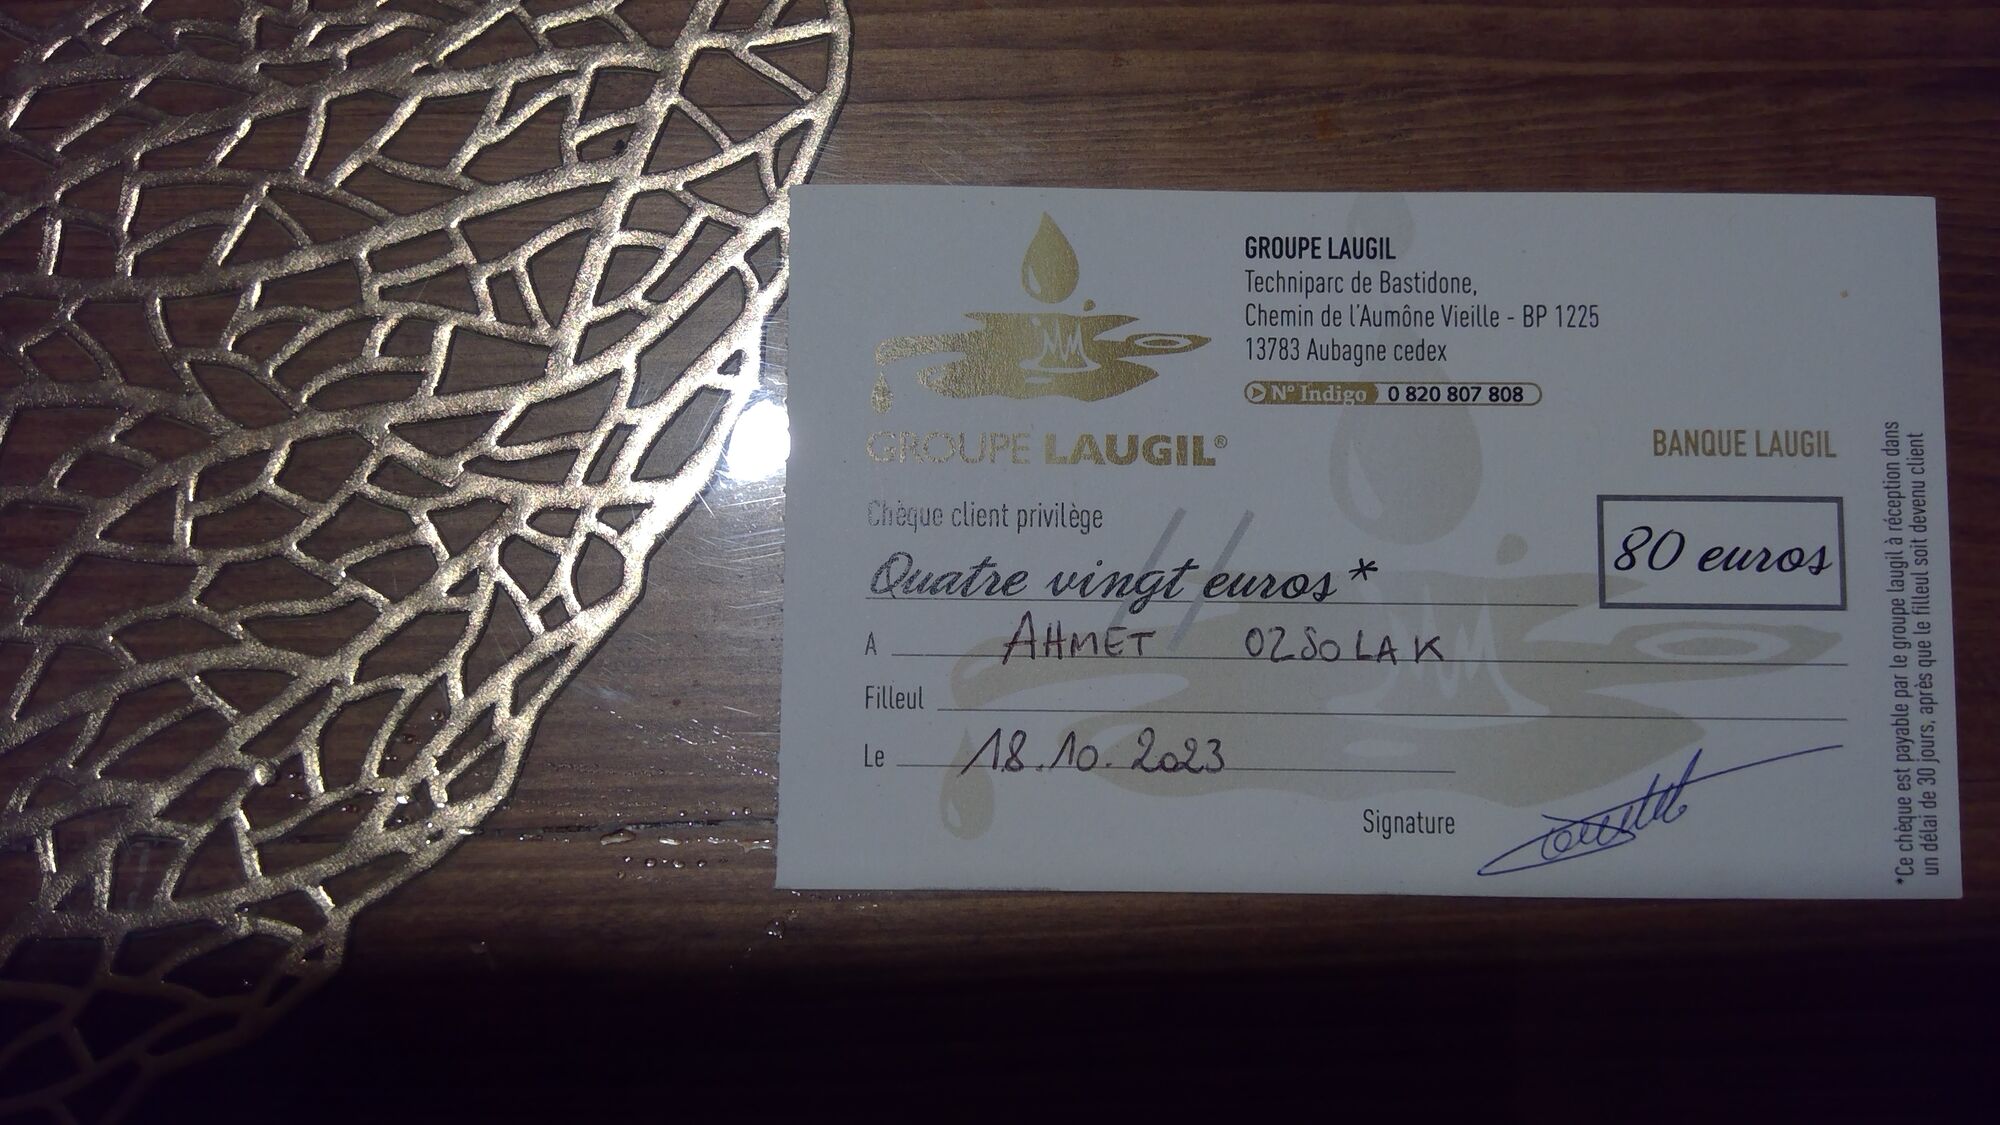 GROUPE LAUGIL
Techniparc de Bastidone,
Chemin de l'Aumône Vieille - BP 1225
13783 Aubagne cedex
N° Indigo 0 820 807 808
GROUPE LAUGIL®
BANQUE LAUGIL
Chèque client privilège
Quatre vingt euros*
80 euros
A AHMET OZSOLAK
Filleul
Le 18.10.2023
Signature
*Ce chèque est payable par le groupe laugil à réception dans
un délai de 30 jours, après que le filleul soit devenu client